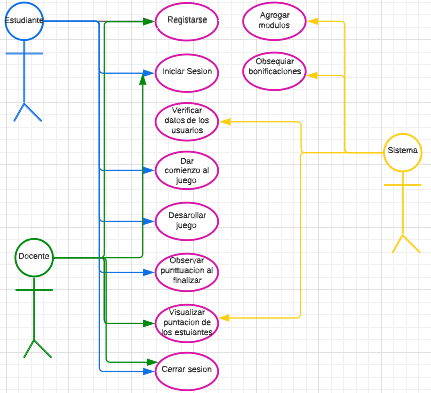 Estudiante
Registarse
Agregar
modulos
Iniciar Sesion
Obsequiar
bonificaciones
Verificar
datos de los
usuarios
Sistema
Dar
comienzo al
juego
Desarollar
juego
Docente
Observar
punttuacion al
finalizar
Visualizar
puntacion de
los estuiantes
Cerrar sesion